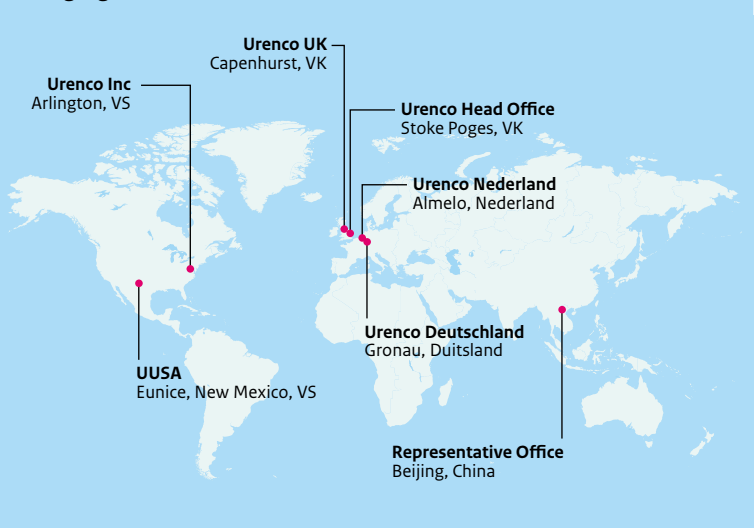 Urenco UK
Capenhurst, VK
Urenco Inc
Arlington, VS
Urenco Head Office
Stoke Poges, VK
Urenco Nederland
Almelo, Nederland
Urenco Deutschland
Gronau, Duitsland
UUSA
Eunice, New Mexico, VS
Representative Office
Beijing, China